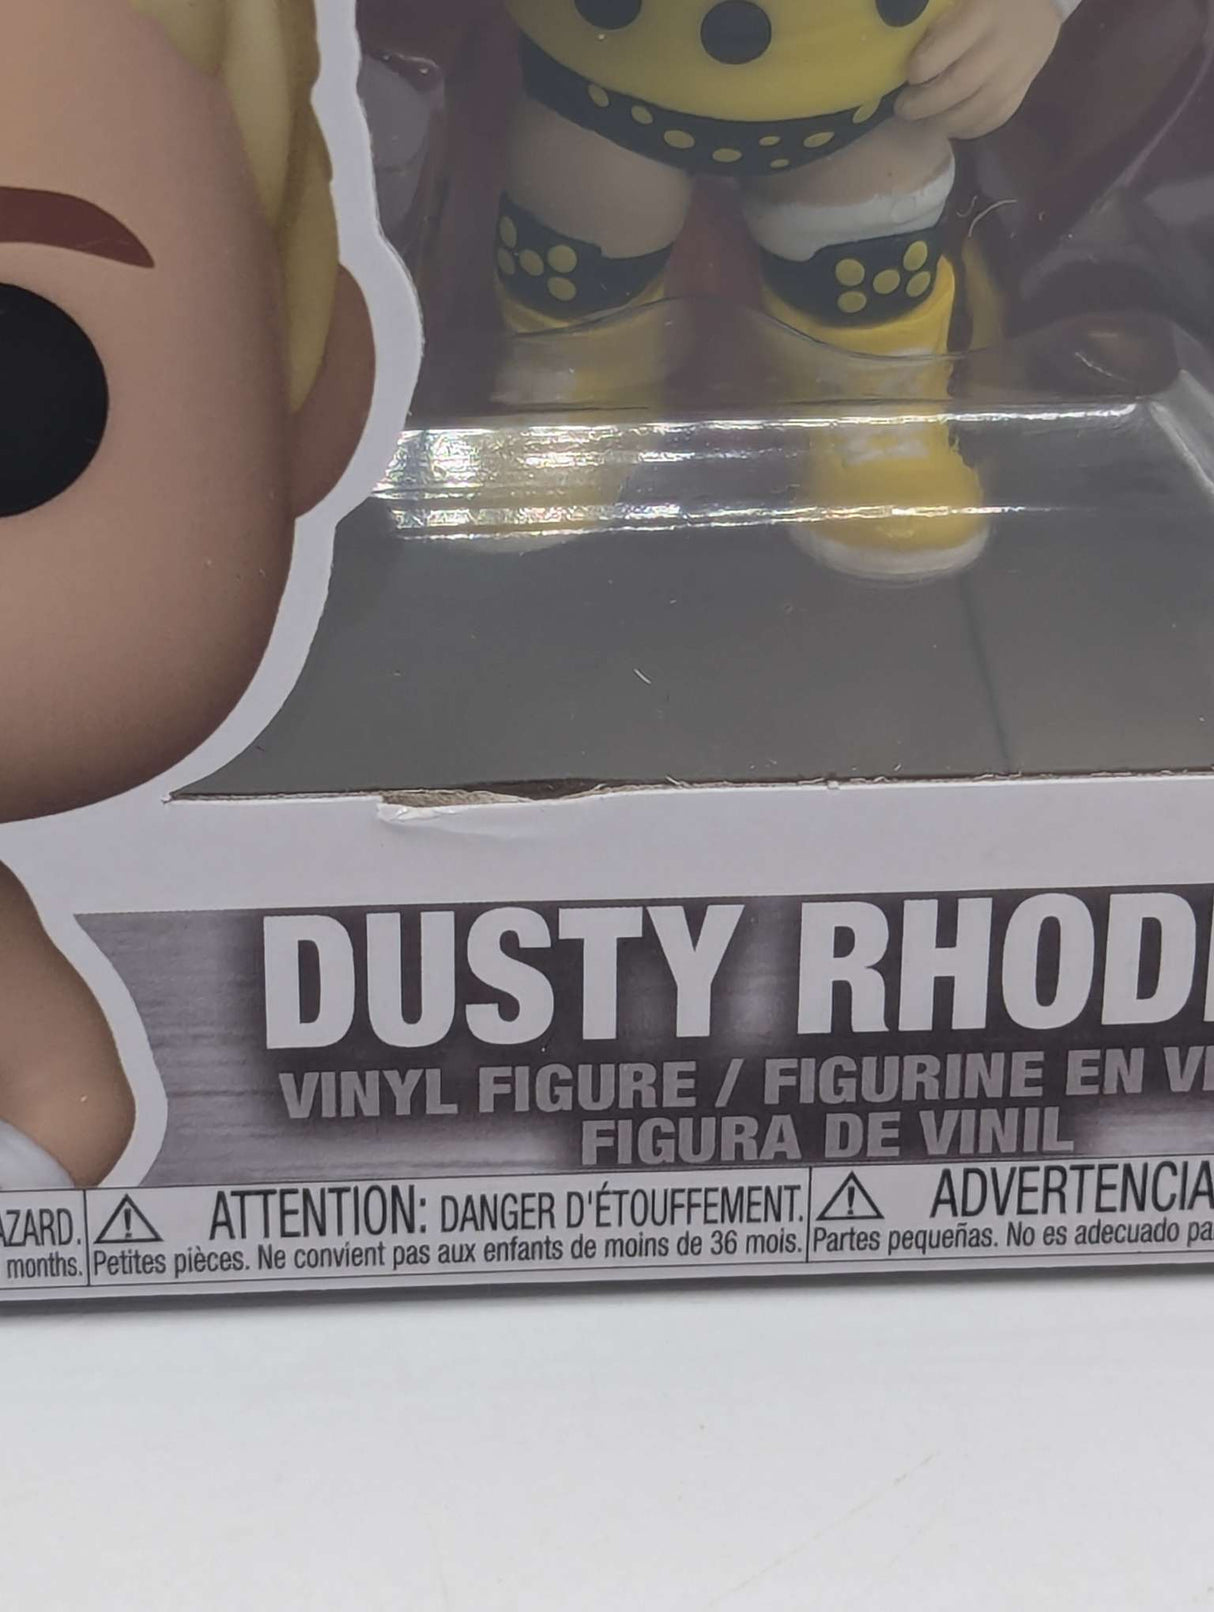 DUSTY RHOD
VINYL FIGURE / FIGURINE EN VI
FIGURA DE VINIL
AZARD.
months.
ATTENTION: DANGER D'ÉTOUFFEMENT.
Petites pièces. Ne convient pas aux enfants de moins de 36 mois.
ADVERTENCIA
Partes pequeñas. No es adecuado pa